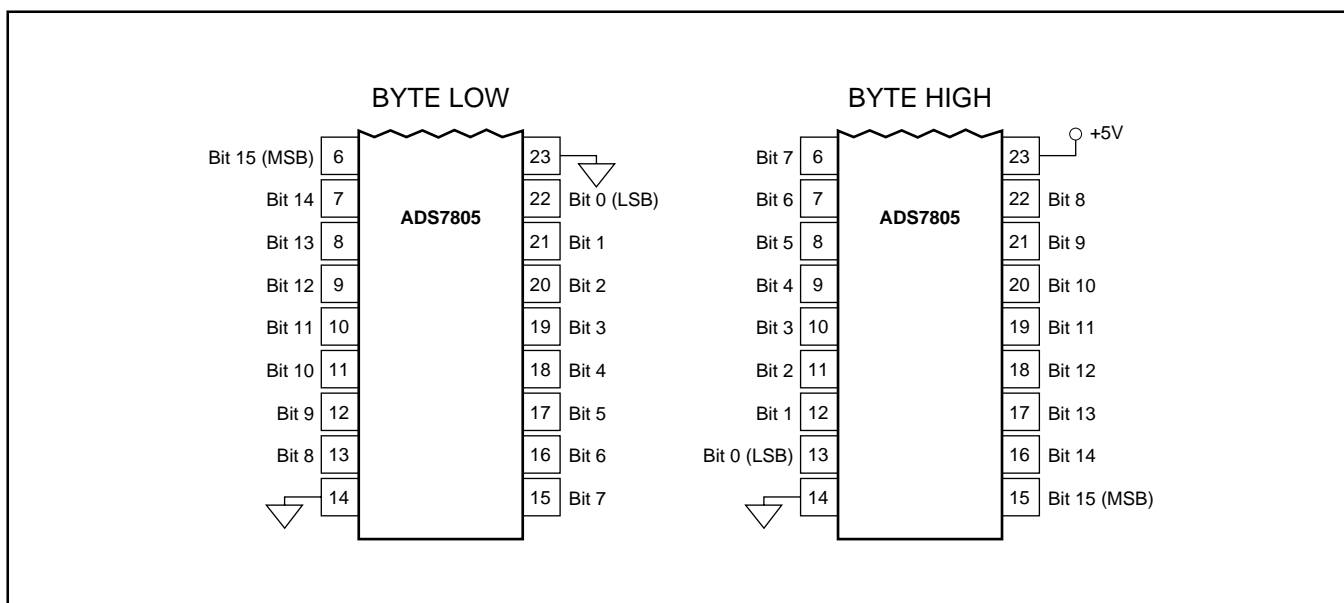 BYTE LOW
Bit 15 (MSB) 6 23
Bit 14 7 ADS7805 22 Bit 0 (LSB)
Bit 13 8 21 Bit 1
Bit 12 9 20 Bit 2
Bit 11 10 19 Bit 3
Bit 10 11 18 Bit 4
Bit 9 12 17 Bit 5
Bit 8 13 16 Bit 6
14 15 Bit 7
BYTE HIGH
Bit 7 6 23 +5V
Bit 6 7 ADS7805 22 Bit 8
Bit 5 8 21 Bit 9
Bit 4 9 20 Bit 10
Bit 3 10 19 Bit 11
Bit 2 11 18 Bit 12
Bit 1 12 17 Bit 13
Bit 0 (LSB) 13 16 Bit 14
14 15 Bit 15 (MSB)